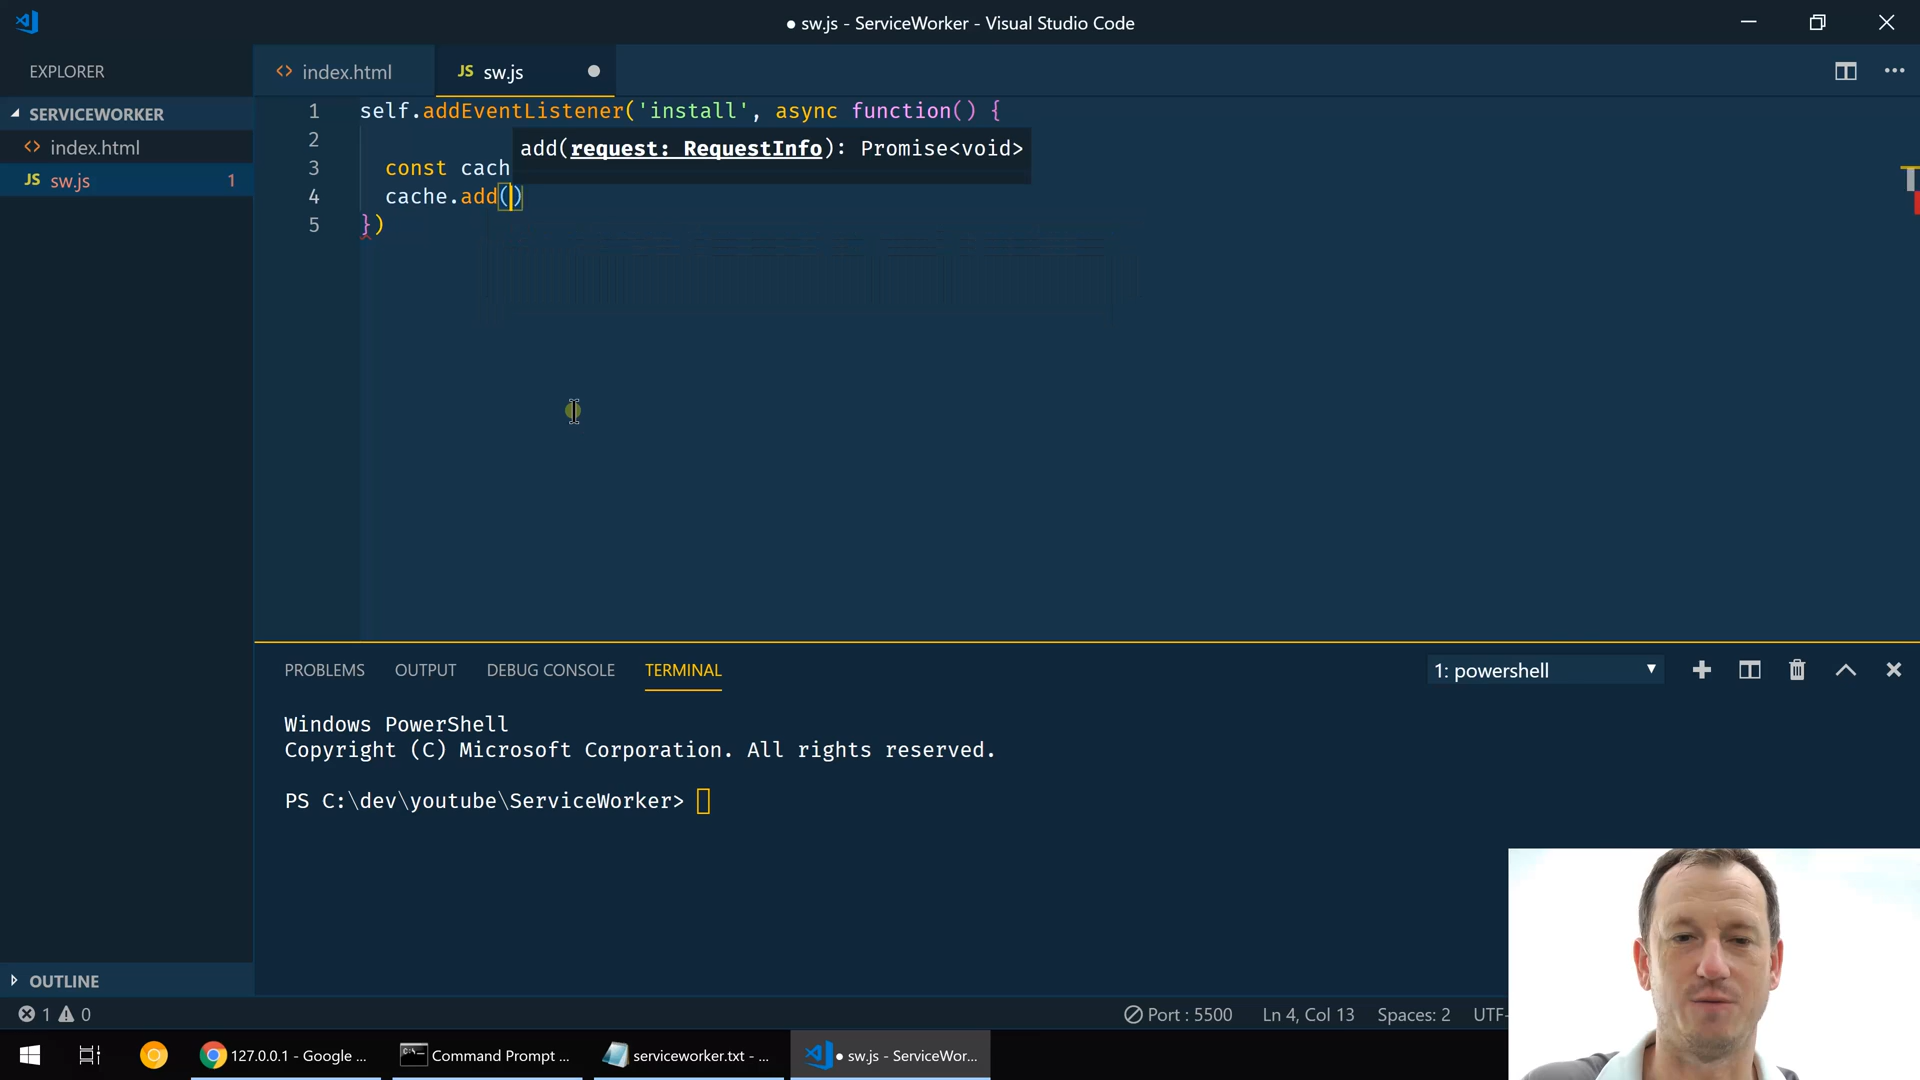 ● sw.js - ServiceWorker - Visual Studio Code
EXPLORER
index.html
JS sw.js
SERVICEWORKER
index.html
JS sw.js 1
1 self.addEventListener('install', async function() {
2
add(request: RequestInfo): Promise<void>
3 const cach
4 cache.add()
5 })
PROBLEMS OUTPUT DEBUG CONSOLE TERMINAL
1: powershell
Windows PowerShell
Copyright (C) Microsoft Corporation. All rights reserved.
PS C:\dev\youtube\ServiceWorker>
OUTLINE
1 0
Port : 5500 Ln 4, Col 13 Spaces: 2 UTF-
127.0.0.1 - Google ...
Command Prompt ...
serviceworker.txt - ...
● sw.js - ServiceWor...